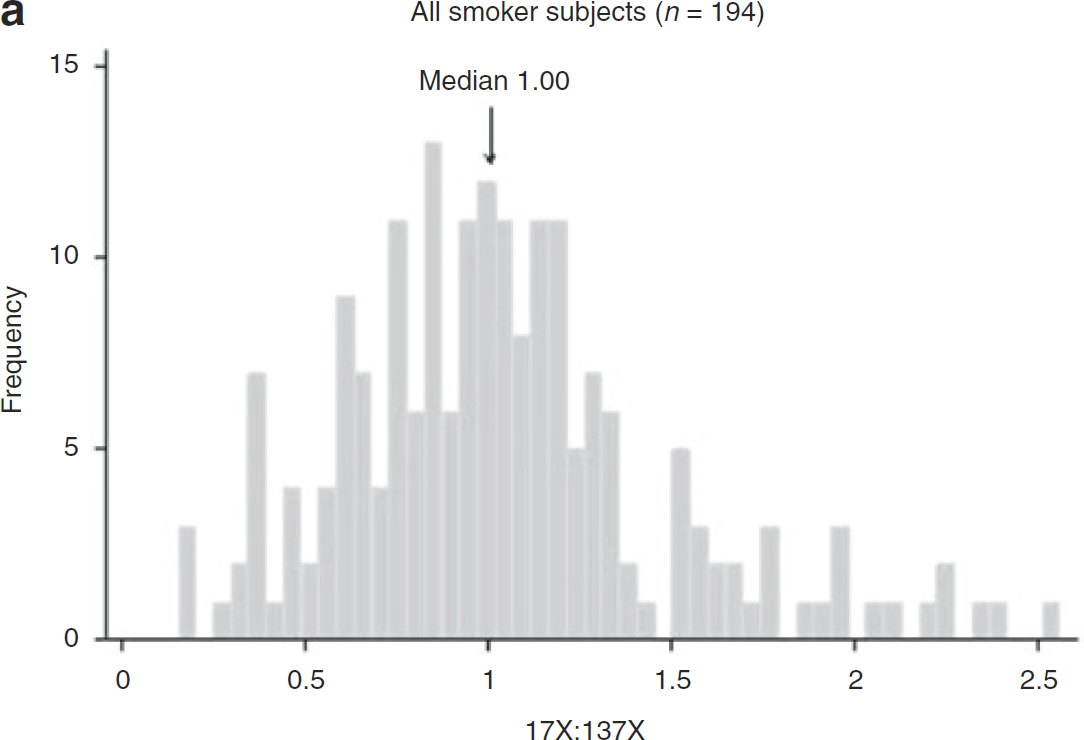 a
All smoker subjects (n = 194)
Median 1.00
Frequency
15
10
5
0
0 0.5 1 1.5 2 2.5
17X:137X